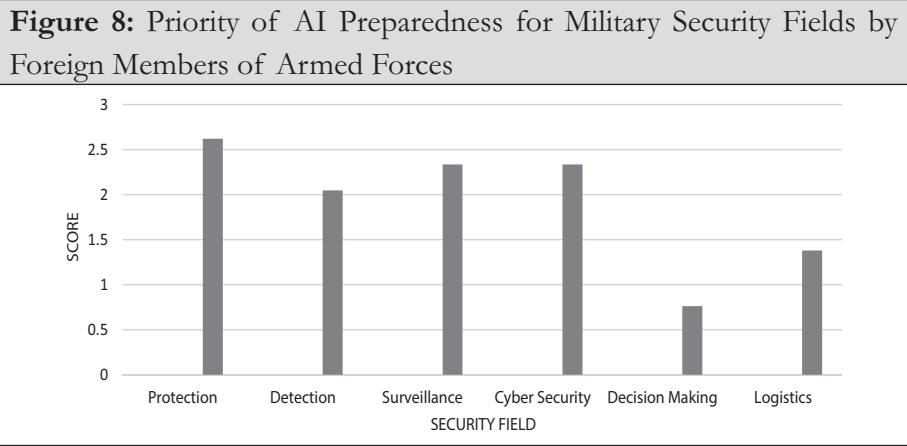 Figure 8: Priority of AI Preparedness for Military Security Fields by
Foreign Members of Armed Forces
3
2.5
2
1.5
1
0.5
0
SCORE
Protection Detection Surveillance Cyber Security Decision Making Logistics
SECURITY FIELD